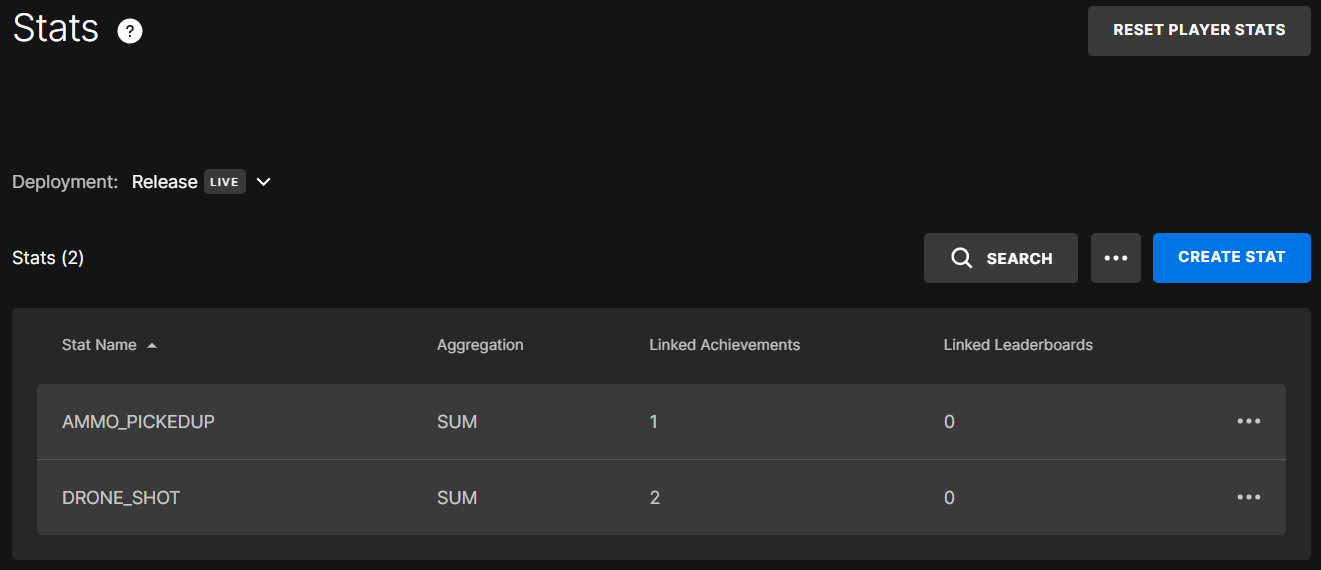 Stats ?
RESET PLAYER STATS
Deployment: Release LIVE
Stats (2)
SEARCH
CREATE STAT
Stat Name Aggregation Linked Achievements Linked Leaderboards
AMMO_PICKEDUP SUM 1 0
DRONE_SHOT SUM 2 0